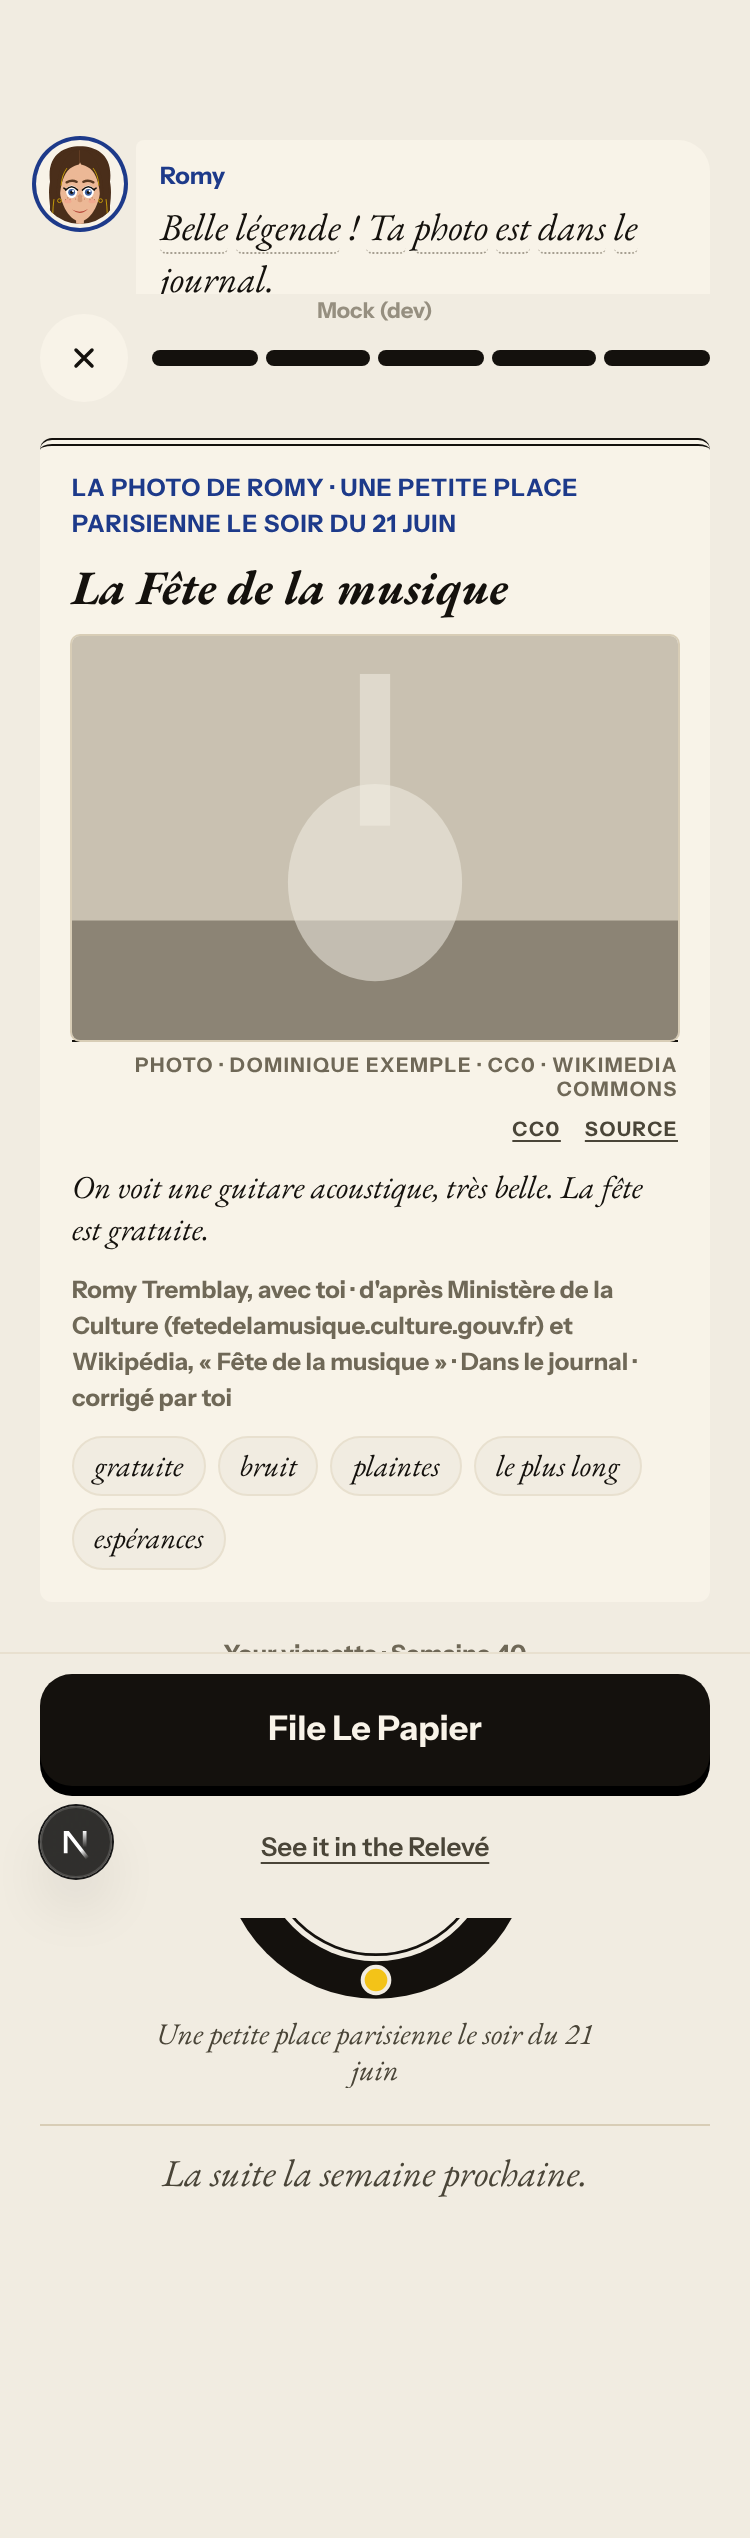 Romy
Belle légende ! Ta photo est dans le
journal.
Mock (dev)
LA PHOTO DE ROMY · UNE PETITE PLACE
PARISIENNE LE SOIR DU 21 JUIN
La Fête de la musique
PHOTO · DOMINIQUE EXEMPLE · CC0 · WIKIMEDIA
COMMONS
CC0 SOURCE
On voit une guitare acoustique, très belle. La fête
est gratuite.
Romy Tremblay, avec toi · d'après Ministère de la
Culture (fetedelamusique.culture.gouv.fr) et
Wikipédia, « Fête de la musique » · Dans le journal ·
corrigé par toi
gratuite bruit plaintes le plus long
espérances
Your vignette · Semaine 40
File Le Papier
N
See it in the Relevé
Une petite place parisienne le soir du 21
juin
La suite la semaine prochaine.